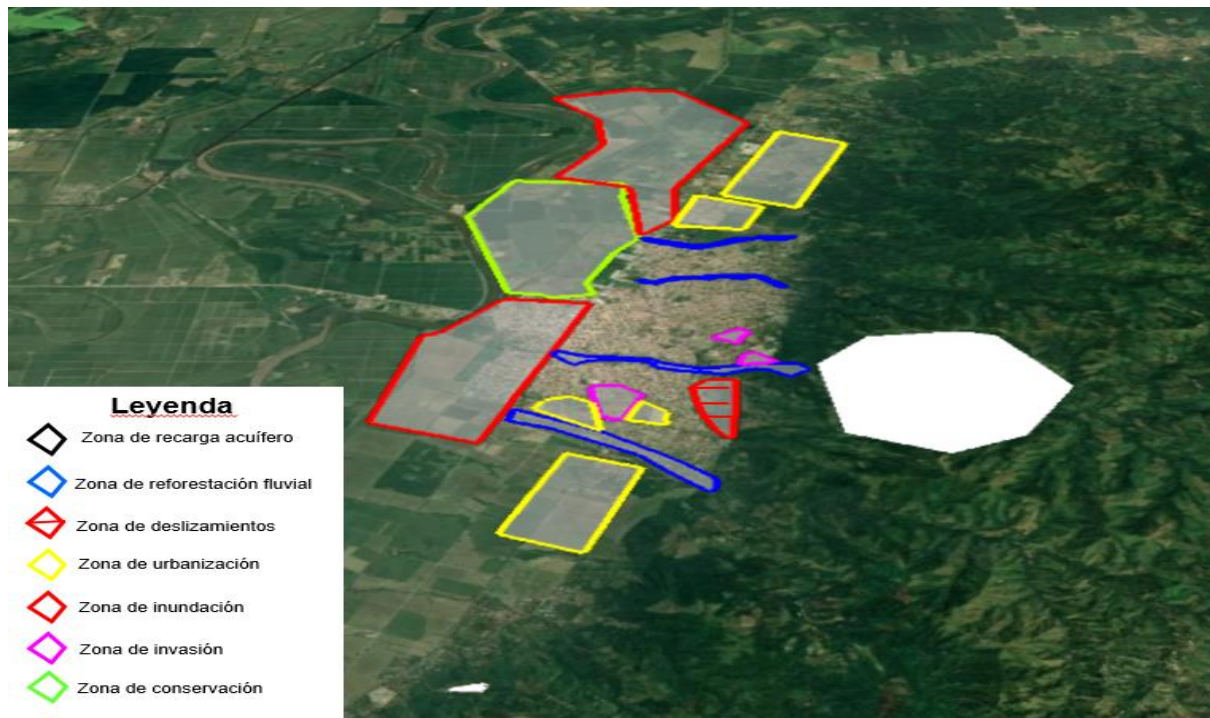 Leyenda
Zona de recarga acuífero
Zona de reforestación fluvial
Zona de deslizamientos
Zona de urbanización
Zona de inundación
Zona de invasión
Zona de conservación